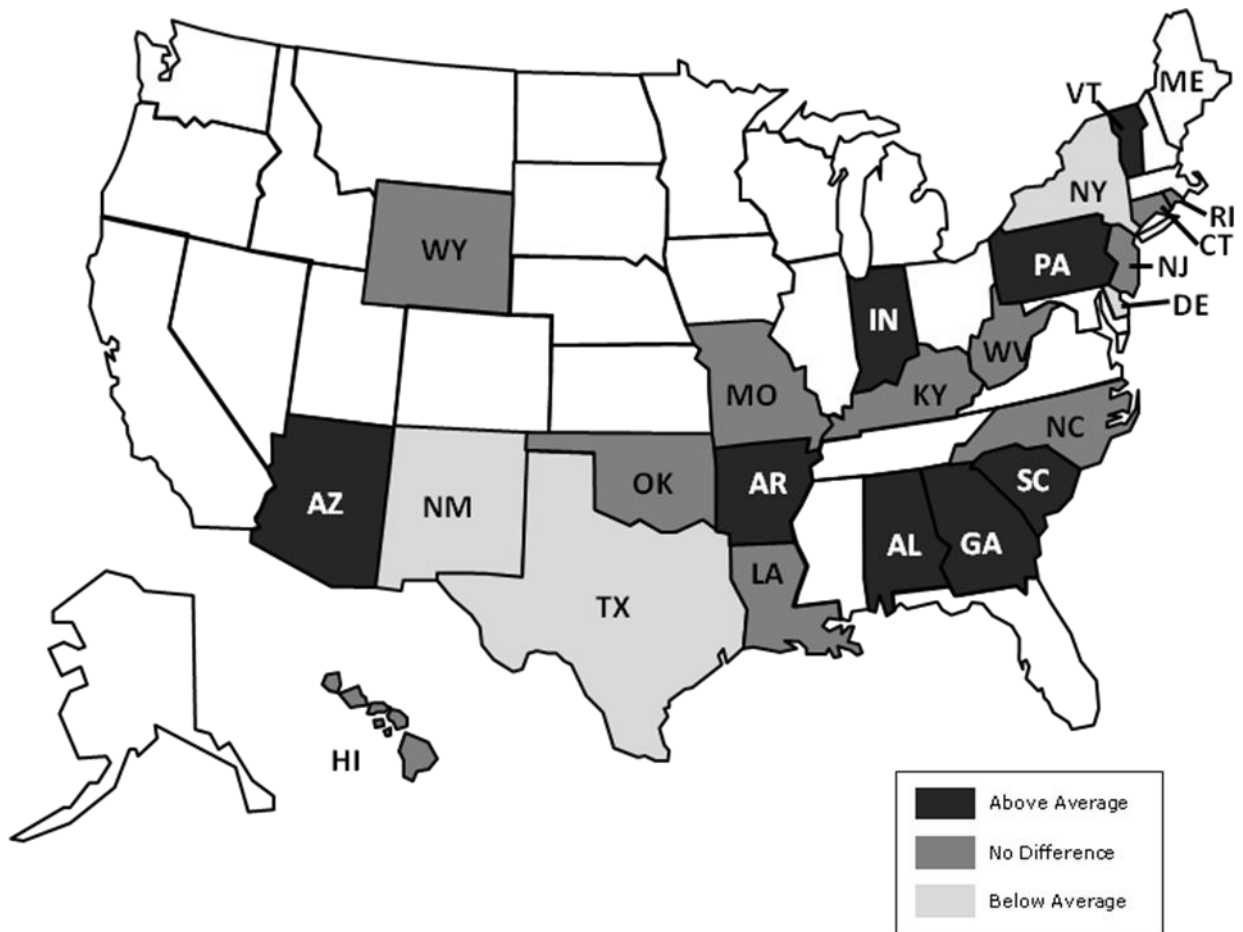 ME
VT
NY
RI
CT
WY
PA
NJ
DE
IN
WV
MO
KY
NC
OK
AR
SC
AZ
NM
AL
GA
LA
TX
HI
Above Average
No Difference
Below Average